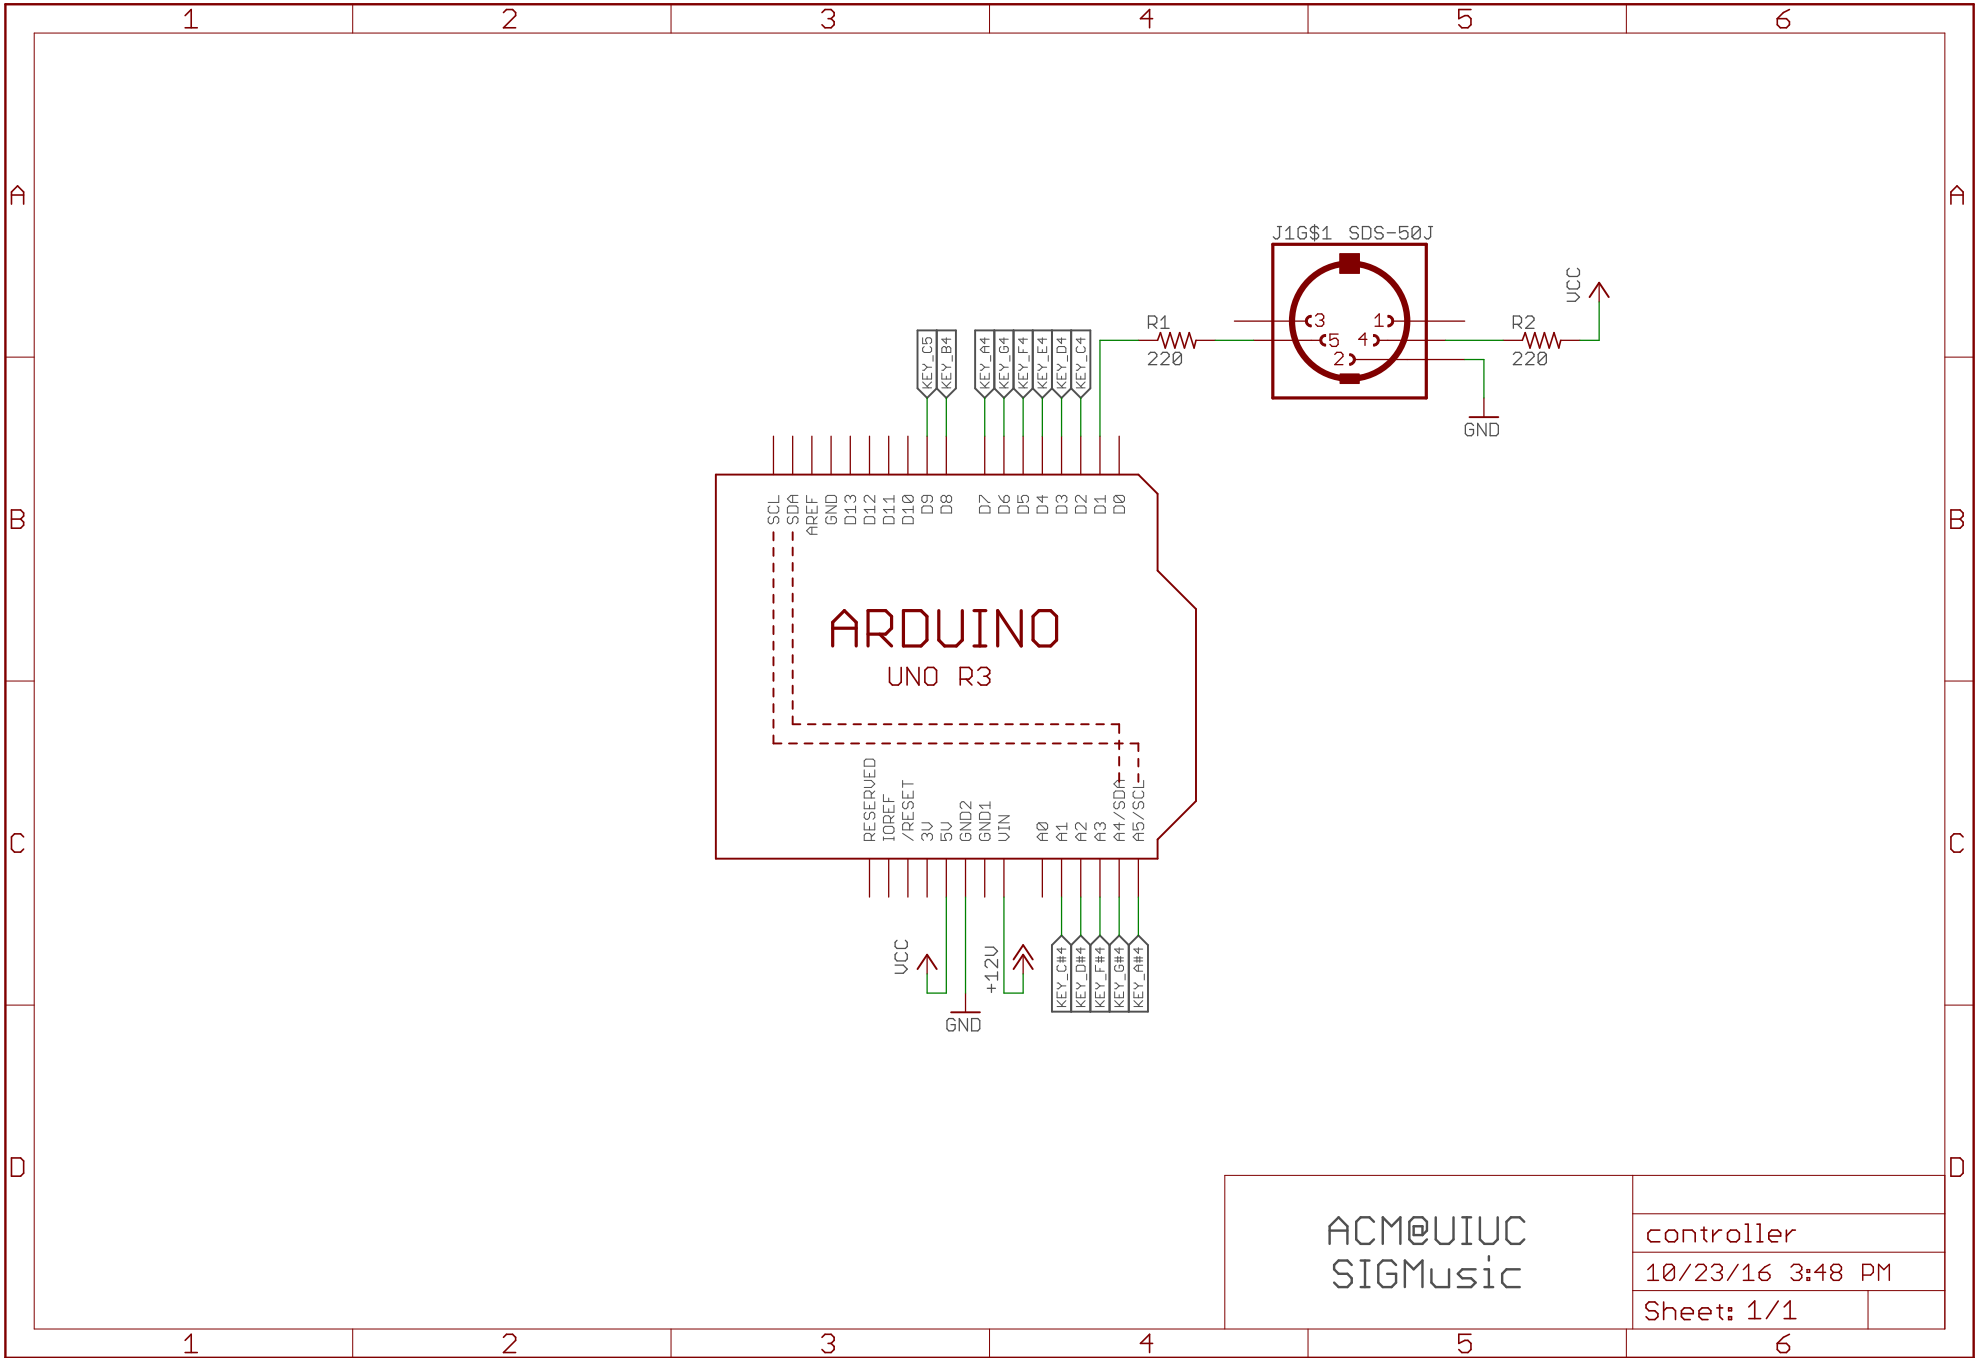 1 2 3 4 5 6
A A
J1G$1 SDS-50J
VCC
R1
220
3 1
5 4
2
R2
220
GND
KEY_C5
KEY_B4
KEY_A4
KEY_G4
KEY_F4
KEY_E4
KEY_D4
KEY_C4
B B
SCL
SDA
AREF
GND
D13
D12
D11
D10
D9
D8
D7
D6
D5
D4
D3
D2
D1
D0
ARDUINO
UNO R3
RESERVED
IOREF
/RESET
3V
5V
GND2
GND1
VIN
A0
A1
A2
A3
A4/SDA
A5/SCL
C C
VCC
GND
+12V
KEY_C#4
KEY_D#4
KEY_F#4
KEY_G#4
KEY_A#4
D D
ACM@UIUC
SIGMusic
controller
10/23/16 3:48 PM
Sheet: 1/1
1 2 3 4 5 6